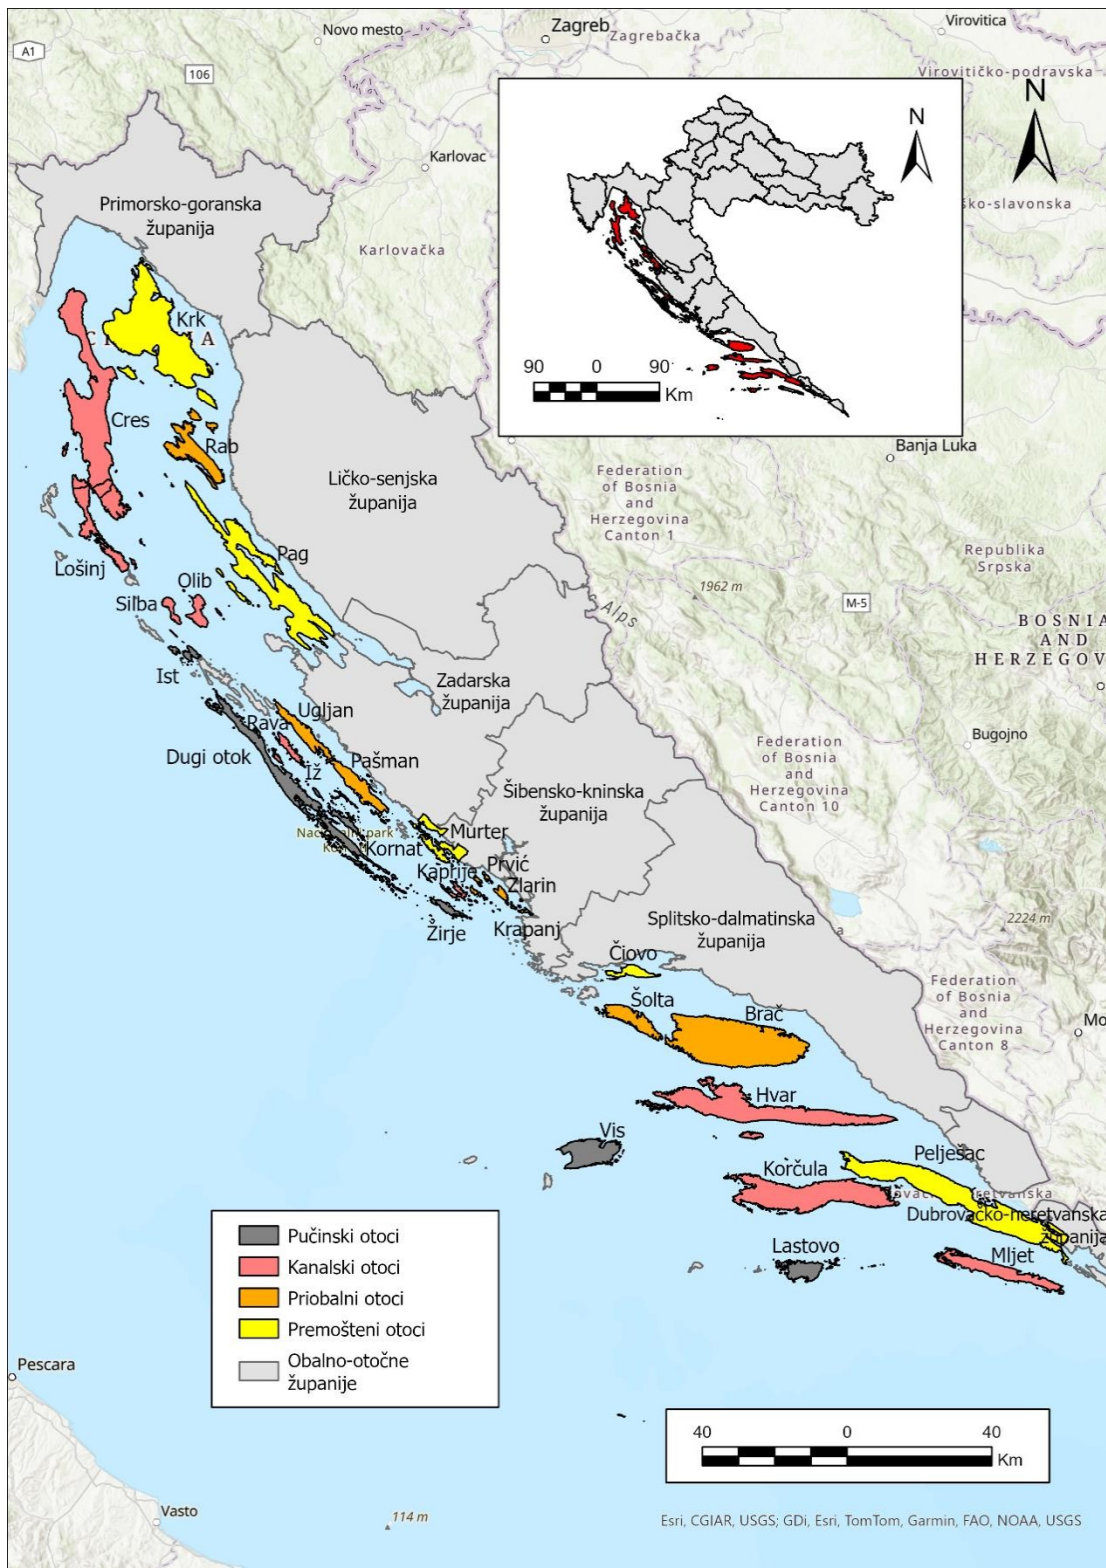 Novo mesto
Zagreb
Zagrebačka
Virovitica
A1
106
Virovitičko-podravska
N
N
Karlovac
ško-slavonska
Primorsko-goranska
županija
Karlovačka
Krk
Cres
Rab
90
0
90
Km
Banja Luka
Ličko-senjska
županija
Federation
of Bosnia
and
Herzegovina
Canton 1
Republika
Srpska
Pag
Lošinj
Olib
Silba
Alps
1962 m
M-5
BOSNIA
AND
HERZEGOV
Ist
Zadarska
županija
Ugljan
Rava
Dugi otok
Iž
Pašman
Bugojno
Federation
of Bosnia
and
Herzegovina
Canton 10
Šibensko-kninska
županija
Nacionalni park
Murter
Kornat
Kaprije
Prvić
Zlarin
Žirje
Krapanj
Splitsko-dalmatinska
županija
2224 m
Čiovo
Šolta
Brač
Federation
of Bosnia
and
Herzegovina
Canton 8
Mo
Hvar
Vis
Pelješac
Korčula
Dubrovačko-neretvanska
županija
Lastovo
Mljet
Pučinski otoci
Kanalski otoci
Priobalni otoci
Premošteni otoci
Obalno-otočne
županije
Pescara
40
0
40
Km
Vasto
114 m
Esri, CGIAR, USGS; GDi, Esri, TomTom, Garmin, FAO, NOAA, USGS